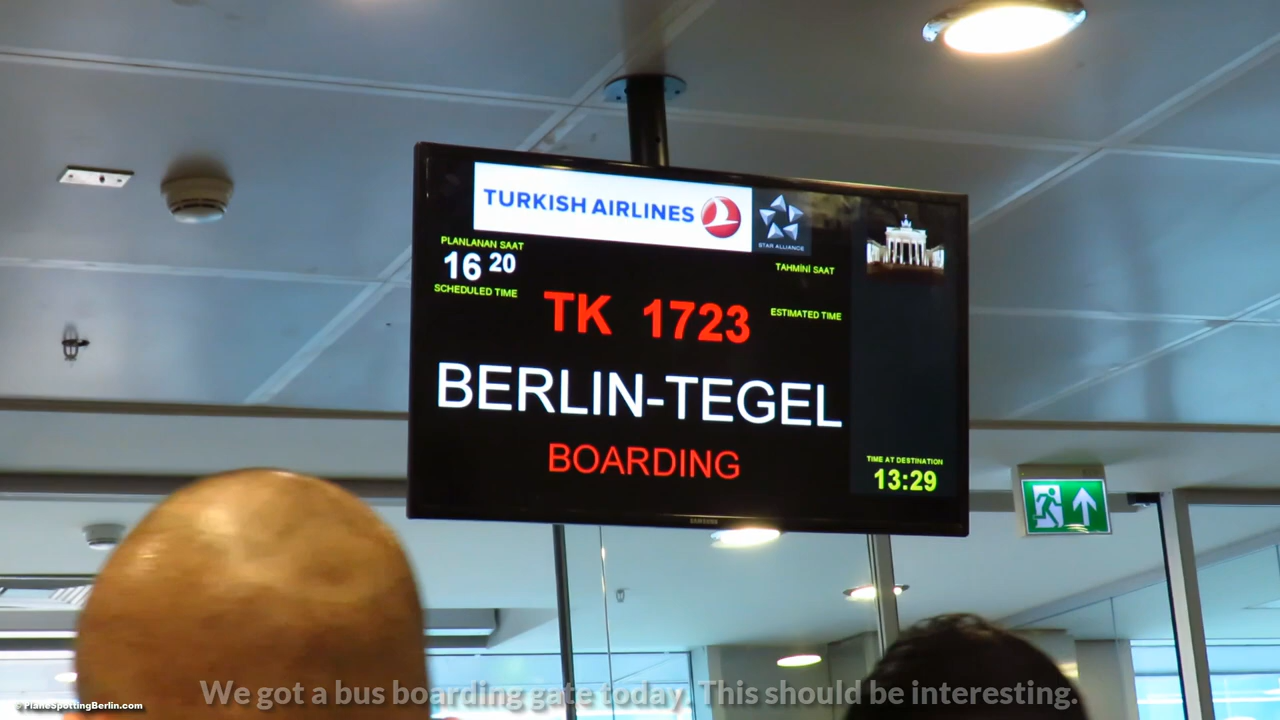 TURKISH AIRLINES
STAR ALLIANCE
PLANLANAN SAAT
16 20
SCHEDULED TIME
TAHMİNİ SAAT
ESTIMATED TIME
TK 1723
BERLIN-TEGEL
BOARDING
TIME AT DESTINATION
13:29
SAMSUNG
We got a bus boarding gate today. This should be interesting.
© PlaneSpottingBerlin.com